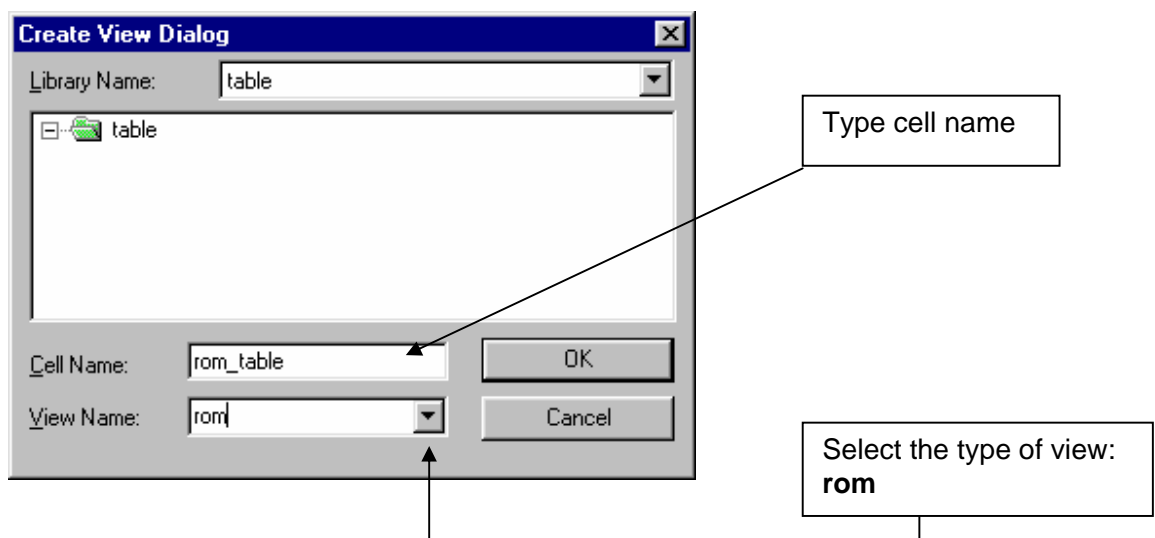 Create View Dialog
Library Name: table
table
Type cell name
Cell Name: rom_table OK
View Name: rom Cancel
Select the type of view:
rom